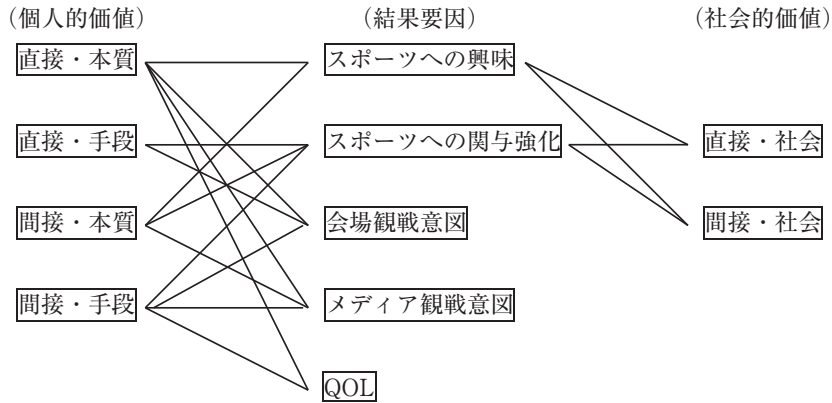 （個人的価値） （結果要因） （社会的価値）
直接・本質 スポーツへの興味
直接・手段 スポーツへの関与強化 直接・社会
間接・本質 会場観戦意図 間接・社会
間接・手段 メディア観戦意図
QOL